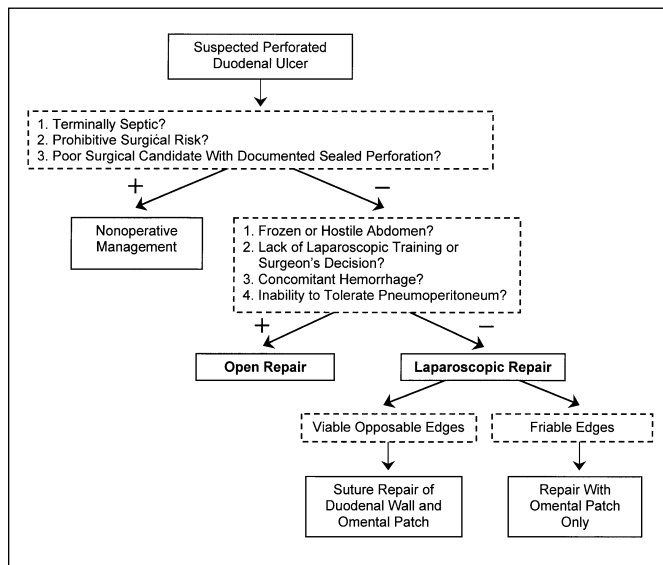 Suspected Perforated
Duodenal Ulcer
1. Terminally Septic?
2. Prohibitive Surgical Risk?
3. Poor Surgical Candidate With Documented Sealed Perforation?
+
−
Nonoperative
Management
1. Frozen or Hostile Abdomen?
2. Lack of Laparoscopic Training or
Surgeon's Decision?
3. Concomitant Hemorrhage?
4. Inability to Tolerate Pneumoperitoneum?
+
−
Open Repair
Laparoscopic Repair
Viable Opposable Edges
Friable Edges
Suture Repair of
Duodenal Wall and
Omental Patch
Repair With
Omental Patch
Only